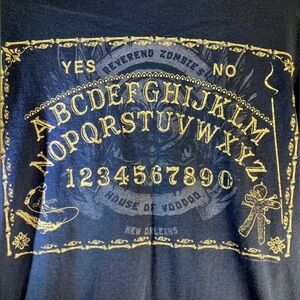 REVEREND ZOMBIE'S
YES NO
ABCDEFGHIJKLM
NOPQRSTUVWXYZ
1234567890
HOUSE OF VOODOO
NEW ORLEANS